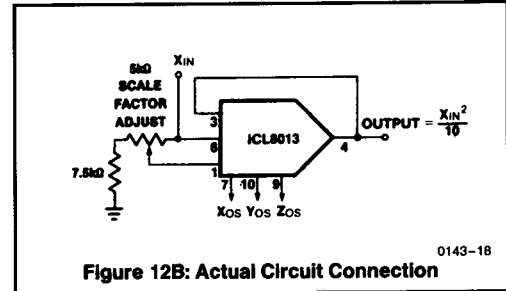 XIN
5kΩ
SCALE
FACTOR
ADJUST
3
6
1
ICL8013
4
OUTPUT = XIN²
10
7.5kΩ
7 10 9
XOS YOS ZOS
0143–18
Figure 12B: Actual Circuit Connection